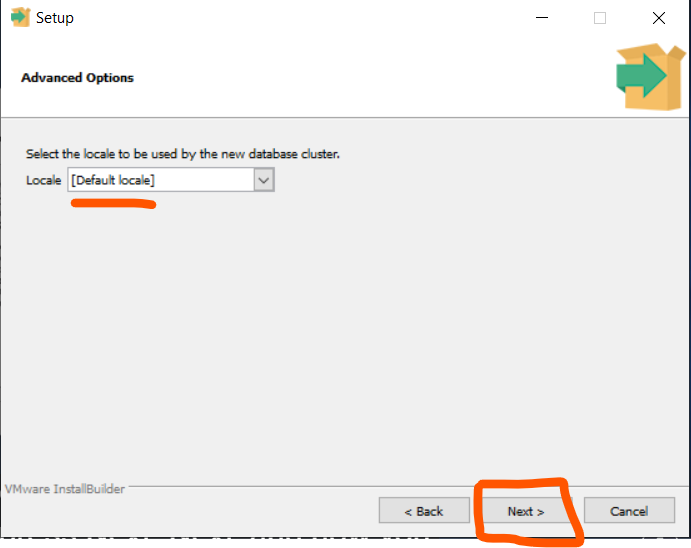 Setup
Advanced Options
Select the locale to be used by the new database cluster.
Locale [Default locale]
VMware InstallBuilder
< Back Next > Cancel